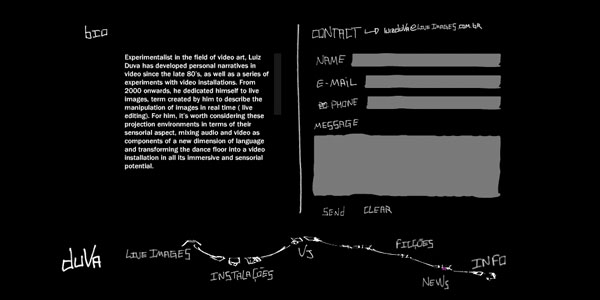 bio
Experimentalist in the field of video art, Luiz
Duva has developed personal narratives in
video since the late 80's, as well as a series of
experiments with video installations. From
2000 onwards, he dedicated himself to live
images, term created by him to describe the
manipulation of images in real time ( live
editing). For him, it's worth considering these
projection environments in terms of their
sensorial aspect, mixing audio and video as
components of a new dimension of language
and transforming the dance floor into a video
installation in all its immersive and sensorial
potential.
CONTACT
NAME
E-MAIL
PHONE
MESSAGE
SEND CLEAR
duVA
LIVE IMAGES
INSTALAÇÕES
VJ
FICÇÕES
NEWS
INFO